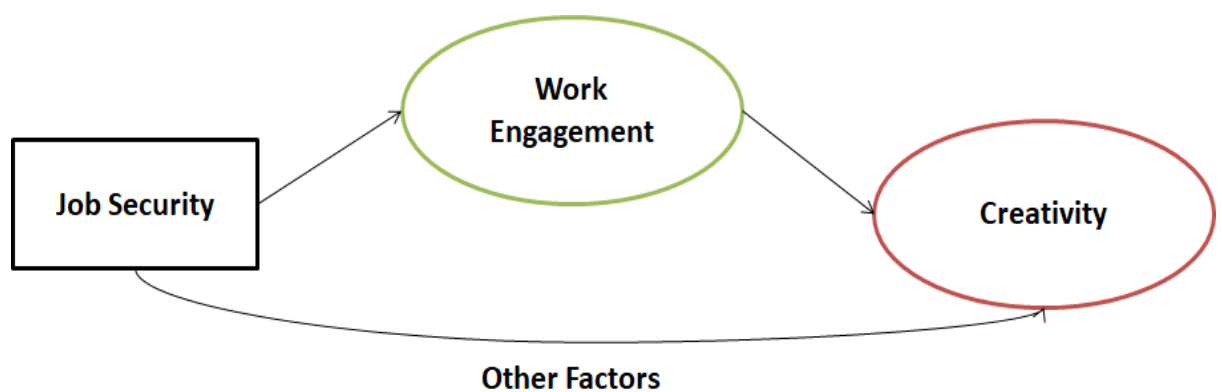 Work
Engagement
Job Security
Creativity
Other Factors